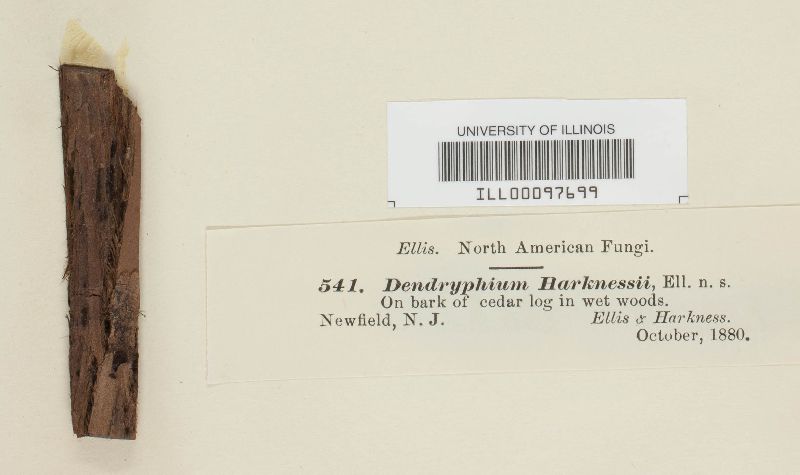 UNIVERSITY OF ILLINOIS
ILL00097699
Ellis. North American Fungi.
541. Dendryphium Harknessii, Ell. n. s.
On bark of cedar log in wet woods.
Newfield, N. J. Ellis & Harkness.
October, 1880.